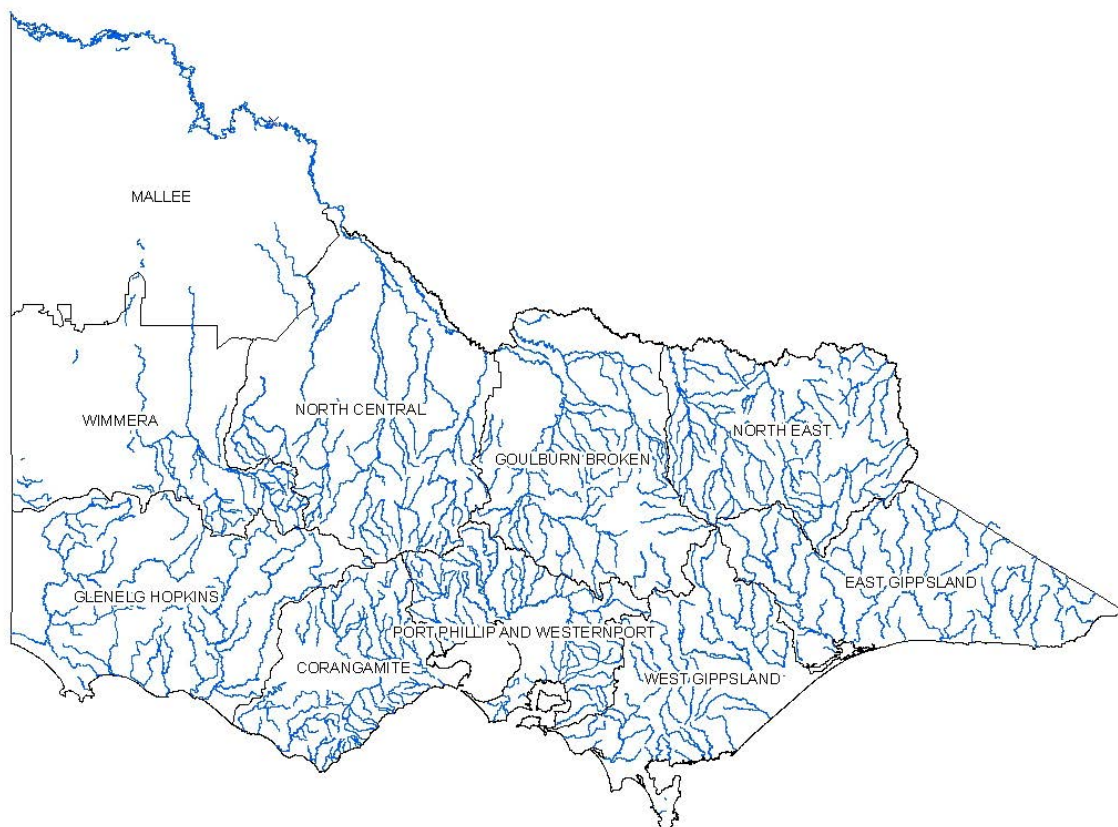 MALLEE
NORTH CENTRAL
WIMMERA
NORTH EAST
GOULBURN BROKEN
EAST GIPPSLAND
GLENELG HOPKINS
PORT PHILLIP AND WESTERNPORT
CORANGAMITE
WEST GIPPSLAND